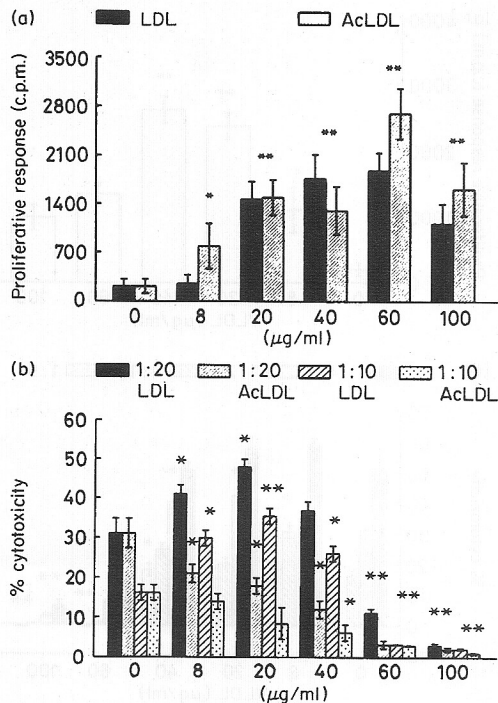 (a) LDL AcLDL
Proliferative response (c.p.m.)
3500
2800
2100
1400
700
0
* ** ** ** **
0 8 20 40 60 100
(µg/ml)
(b) 1:20 LDL 1:20 AcLDL 1:10 LDL 1:10 AcLDL
% cytotoxicity
60
50
40
30
20
10
0
* * * * * ** * * * ** ** ** **
0 8 20 40 60 100
(µg/ml)